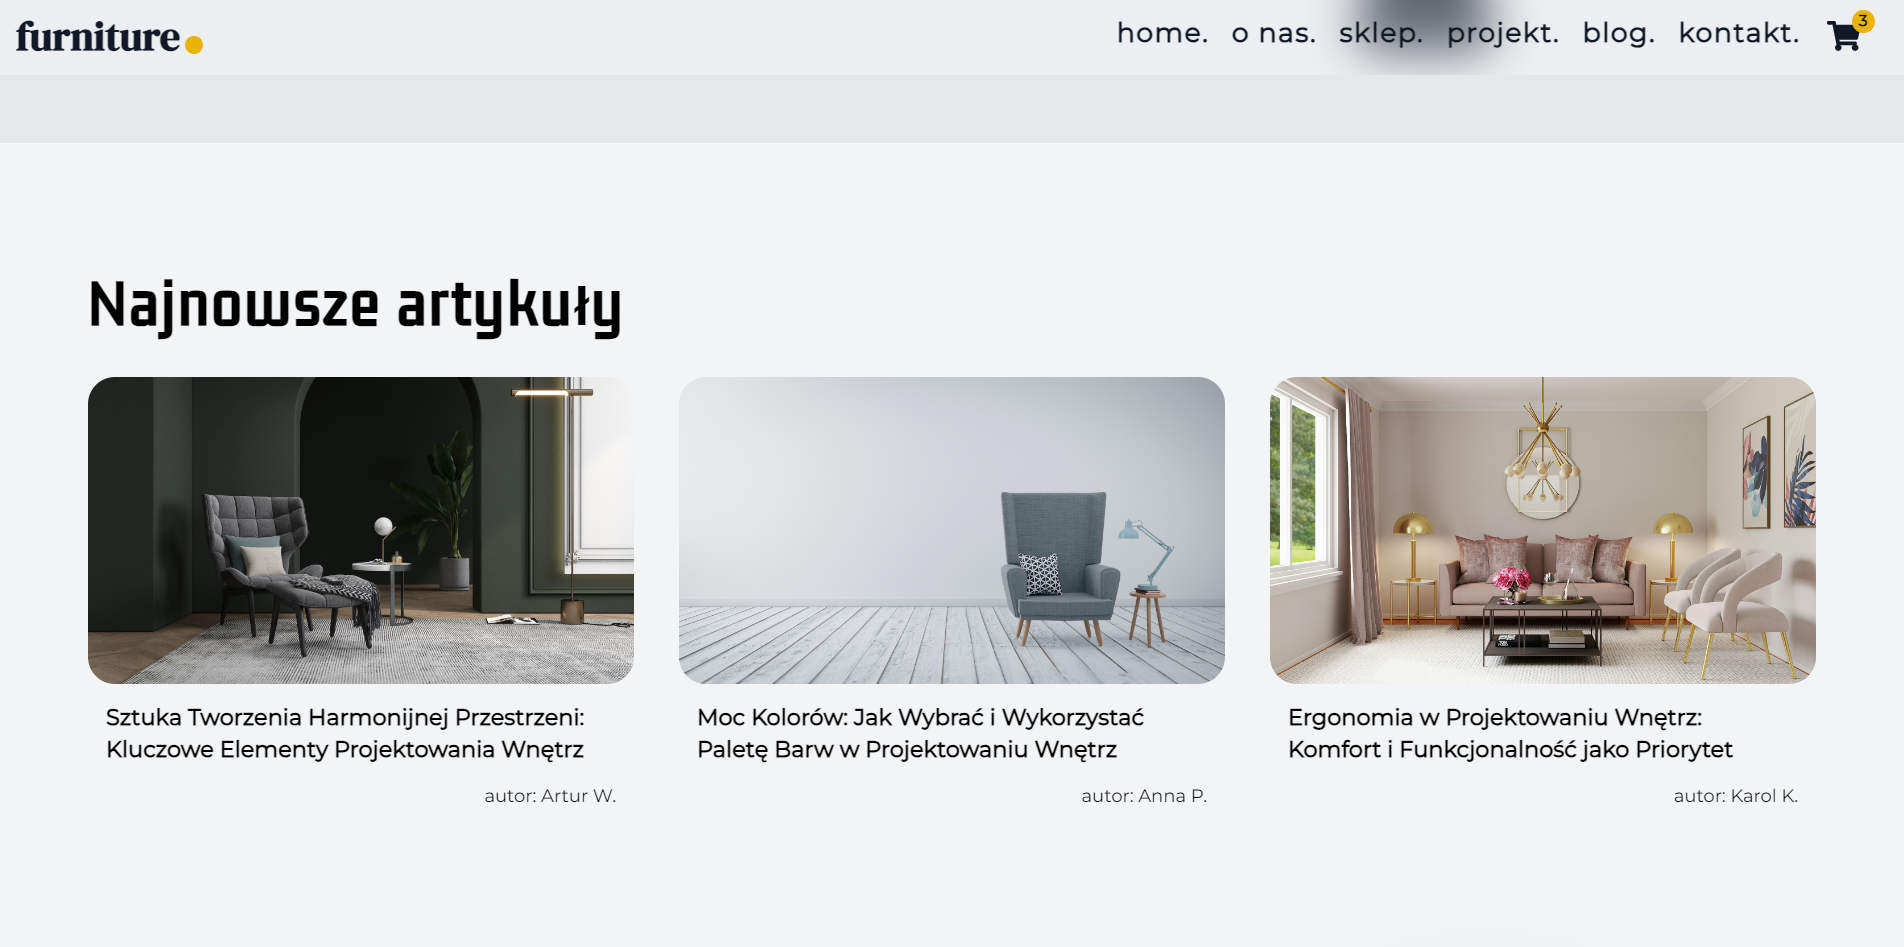 furniture
home. o nas. sklep. projekt. blog. kontakt. 3
Najnowsze artykuły
Sztuka Tworzenia Harmonijnej Przestrzeni:
Kluczowe Elementy Projektowania Wnętrz
autor: Artur W.
Moc Kolorów: Jak Wybrać i Wykorzystać
Paletę Barw w Projektowaniu Wnętrz
autor: Anna P.
Ergonomia w Projektowaniu Wnętrz:
Komfort i Funkcjonalność jako Priorytet
autor: Karol K.